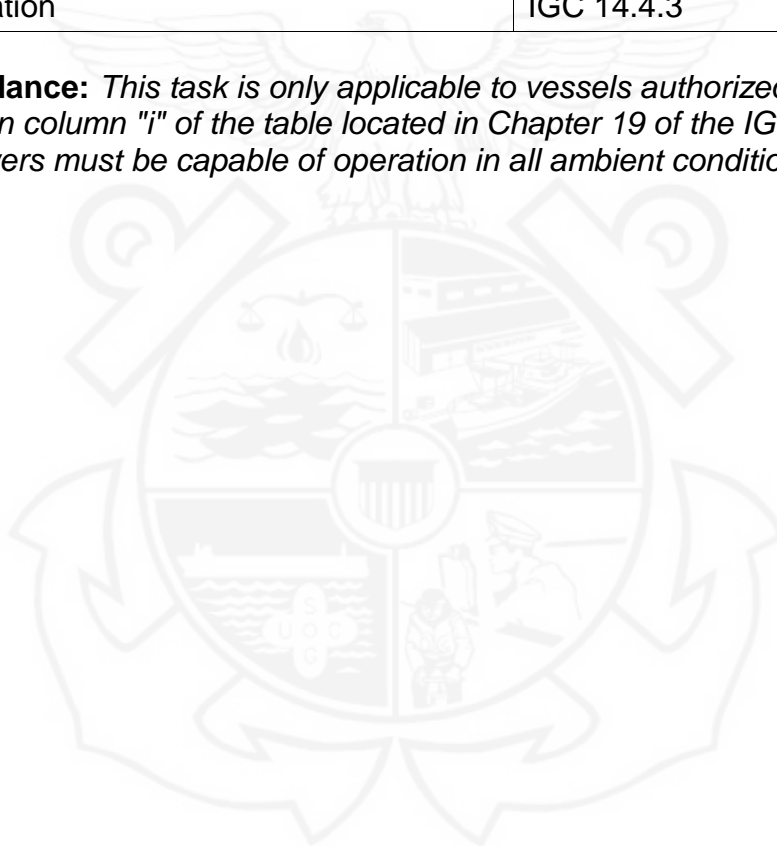 ation IGC 14.4.3
lance: This task is only applicable to vessels authorized
n column "i" of the table located in Chapter 19 of the IG
vers must be capable of operation in all ambient conditio
S
U O C
G